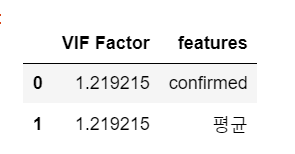 VIF Factor features
0 1.219215 confirmed
1 1.219215 평균